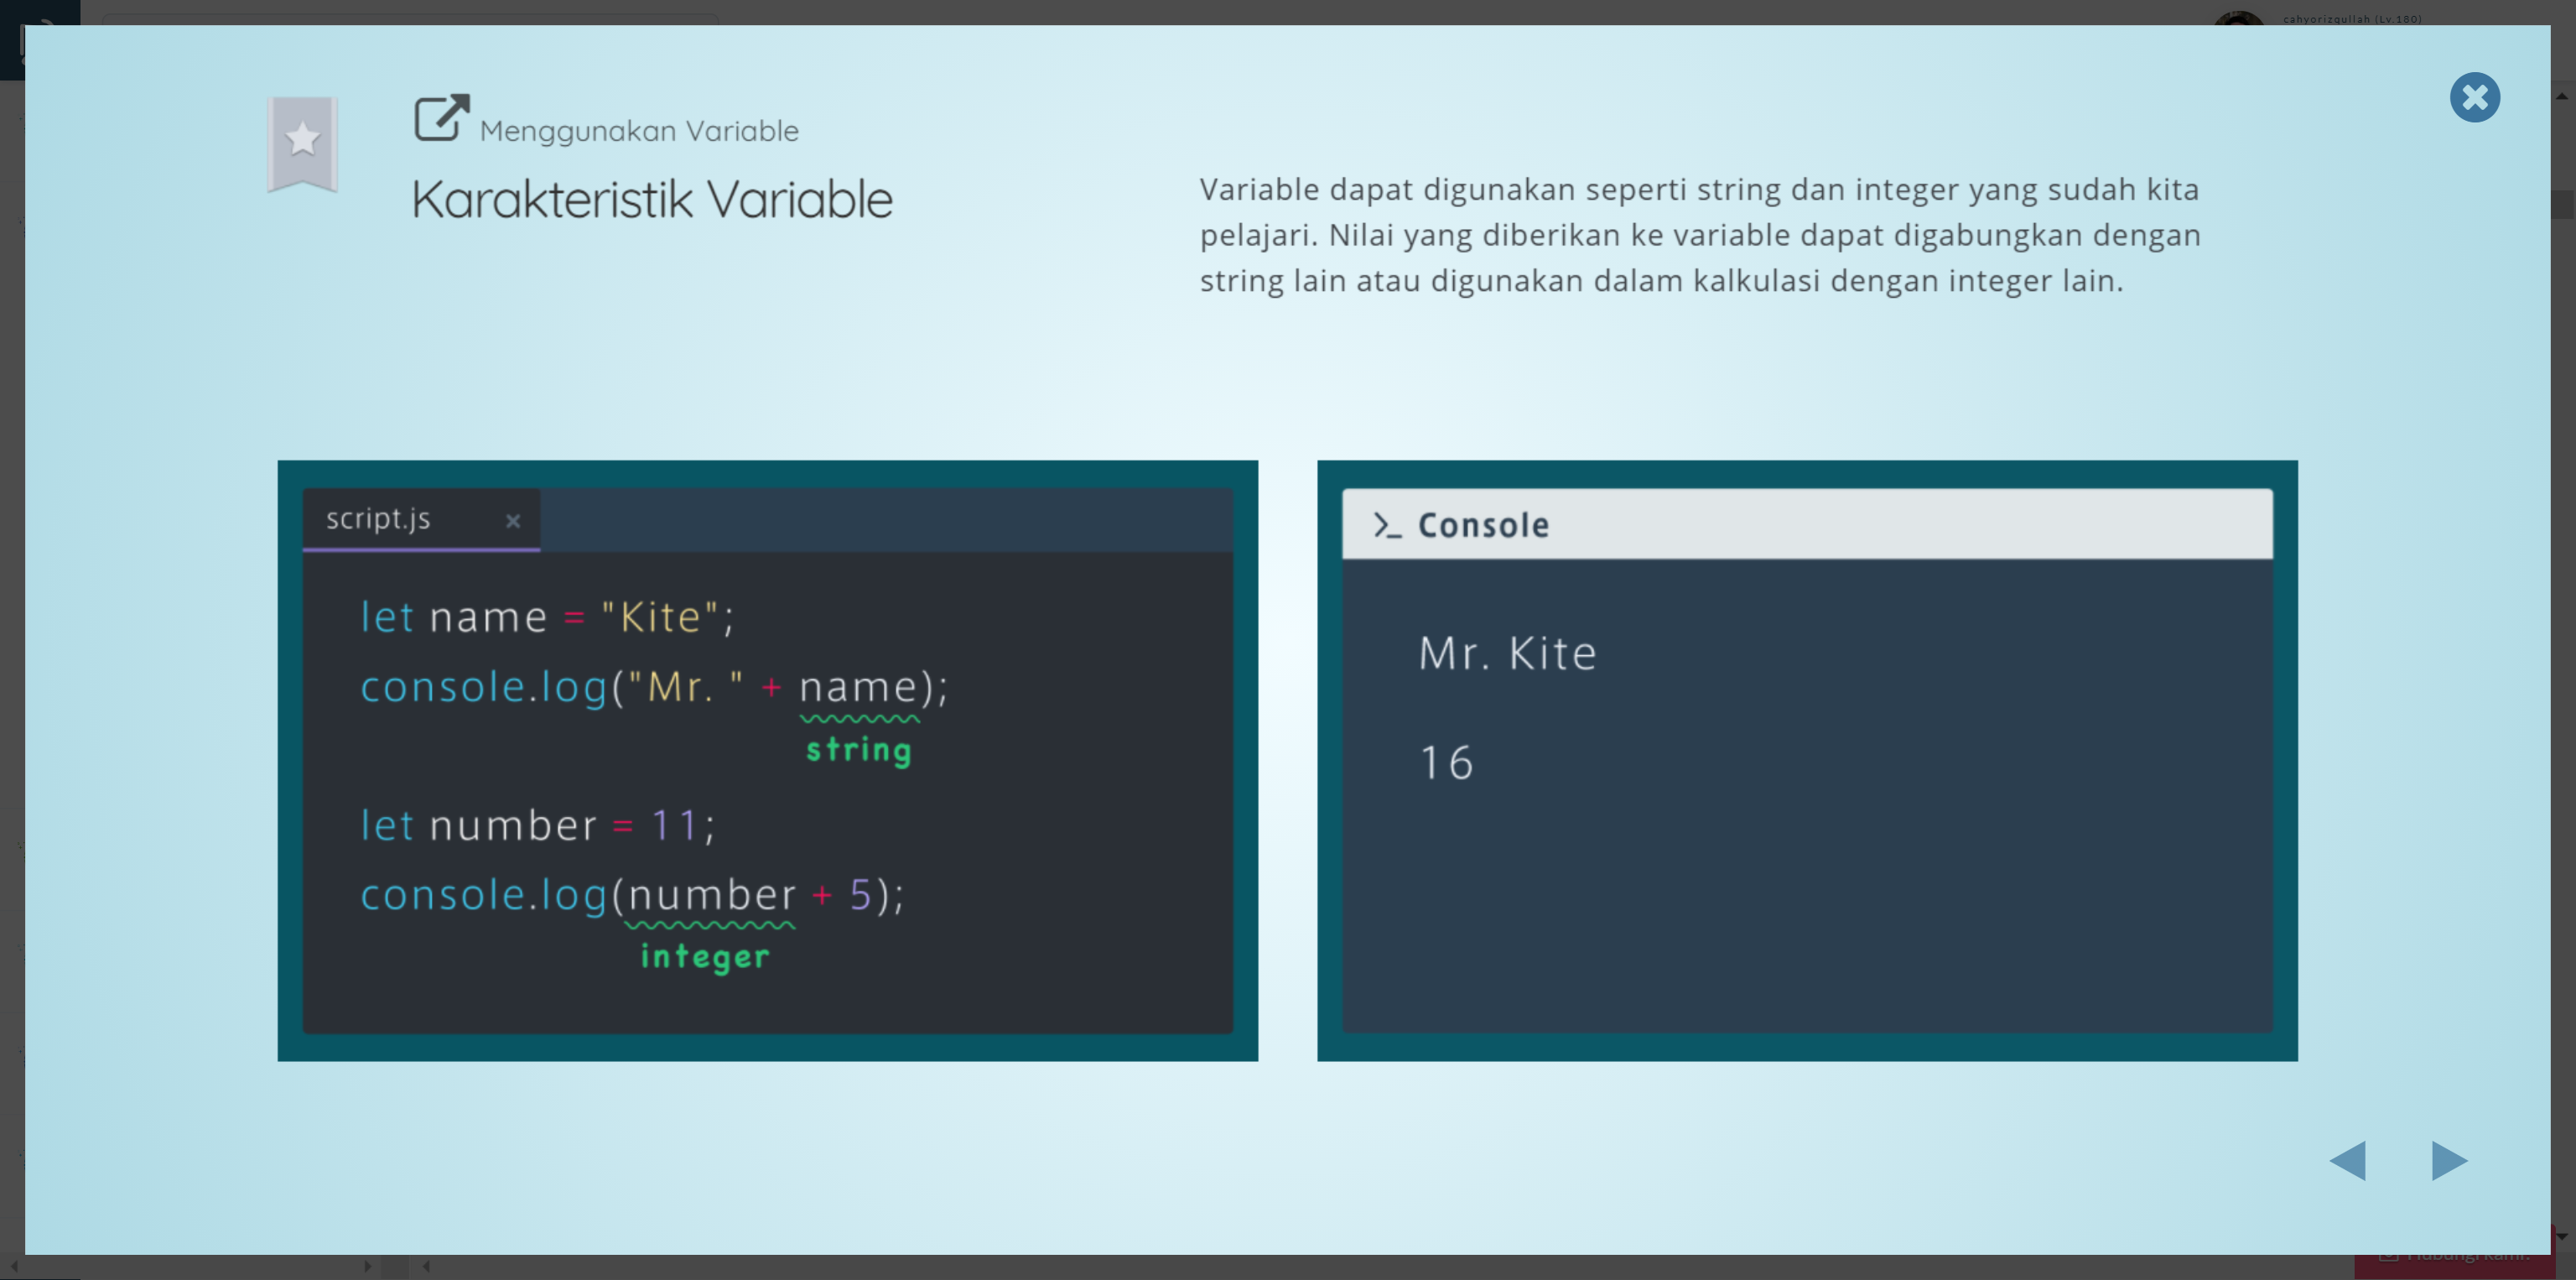 cahyorizqullah (Lv.180)
Menggunakan Variable
Karakteristik Variable
Variable dapat digunakan seperti string dan integer yang sudah kita
pelajari. Nilai yang diberikan ke variable dapat digabungkan dengan
string lain atau digunakan dalam kalkulasi dengan integer lain.
script.js ×
let name = "Kite";
console.log("Mr. " + name);
string
let number = 11;
console.log(number + 5);
integer
>_ Console
Mr. Kite
16